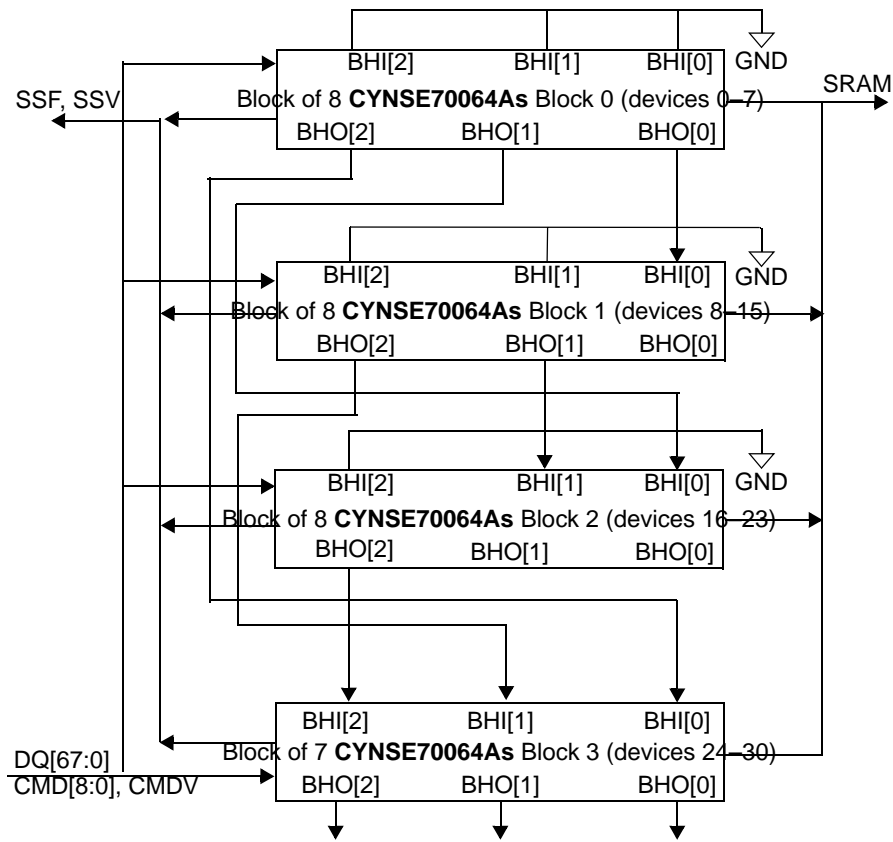 BHI[2] BHI[1] BHI[0] GND
SSF, SSV Block of 8 CYNSE70064As Block 0 (devices 0–7) SRAM
BHO[2] BHO[1] BHO[0]
BHI[2] BHI[1] BHI[0] GND
Block of 8 CYNSE70064As Block 1 (devices 8–15)
BHO[2] BHO[1] BHO[0]
BHI[2] BHI[1] BHI[0] GND
Block of 8 CYNSE70064As Block 2 (devices 16–23)
BHO[2] BHO[1] BHO[0]
BHI[2] BHI[1] BHI[0]
DQ[67:0] Block of 7 CYNSE70064As Block 3 (devices 24–30)
CMD[8:0], CMDV BHO[2] BHO[1] BHO[0]